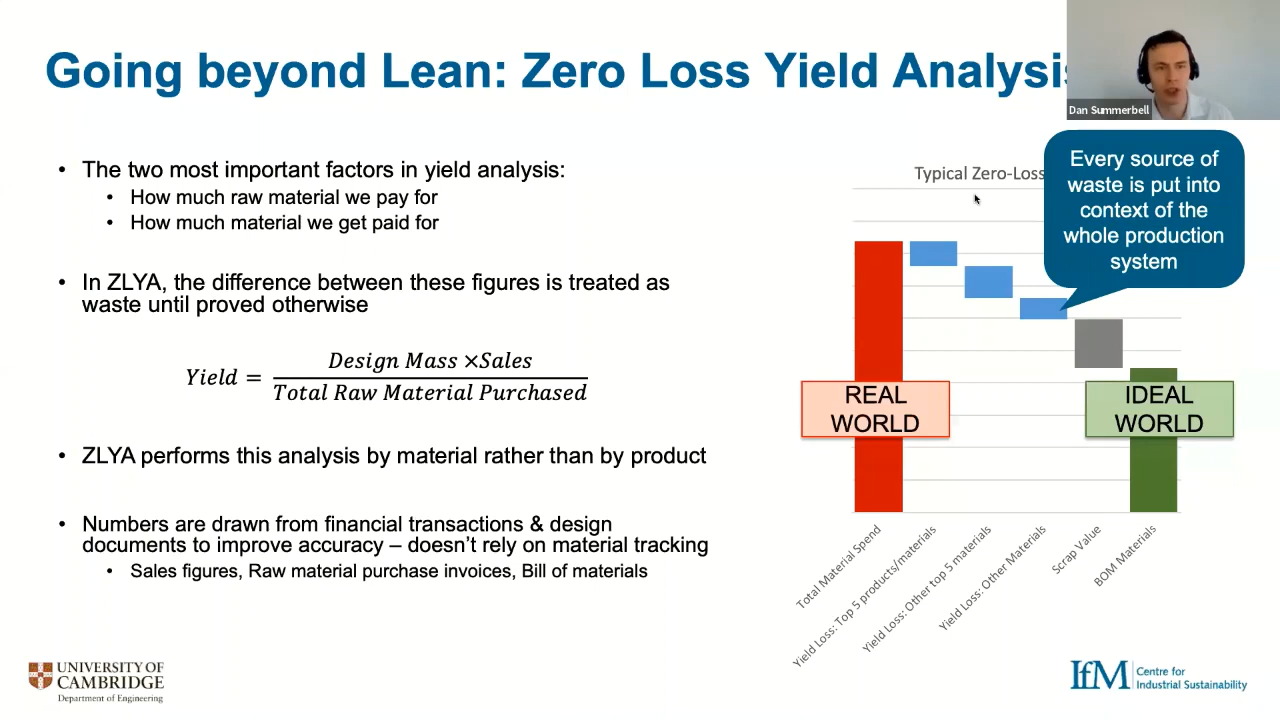 Going beyond Lean: Zero Loss Yield Analysis
Dan Summerbell
• The two most important factors in yield analysis:
• How much raw material we pay for
• How much material we get paid for
• In ZLYA, the difference between these figures is treated as
waste until proved otherwise
Yield = Design Mass ×Sales / Total Raw Material Purchased
• ZLYA performs this analysis by material rather than by product
• Numbers are drawn from financial transactions & design
documents to improve accuracy – doesn't rely on material tracking
• Sales figures, Raw material purchase invoices, Bill of materials
Typical Zero-Loss
Every source of
waste is put into
context of the
whole production
system
REAL
WORLD
IDEAL
WORLD
Total Material Spend
Yield Loss: Top 5 products/materials
Yield Loss: Other top 5 materials
Yield Loss: Other Materials
Scrap Value
BOM Materials
UNIVERSITY OF
CAMBRIDGE
Department of Engineering
IfM
Centre for
Industrial Sustainability